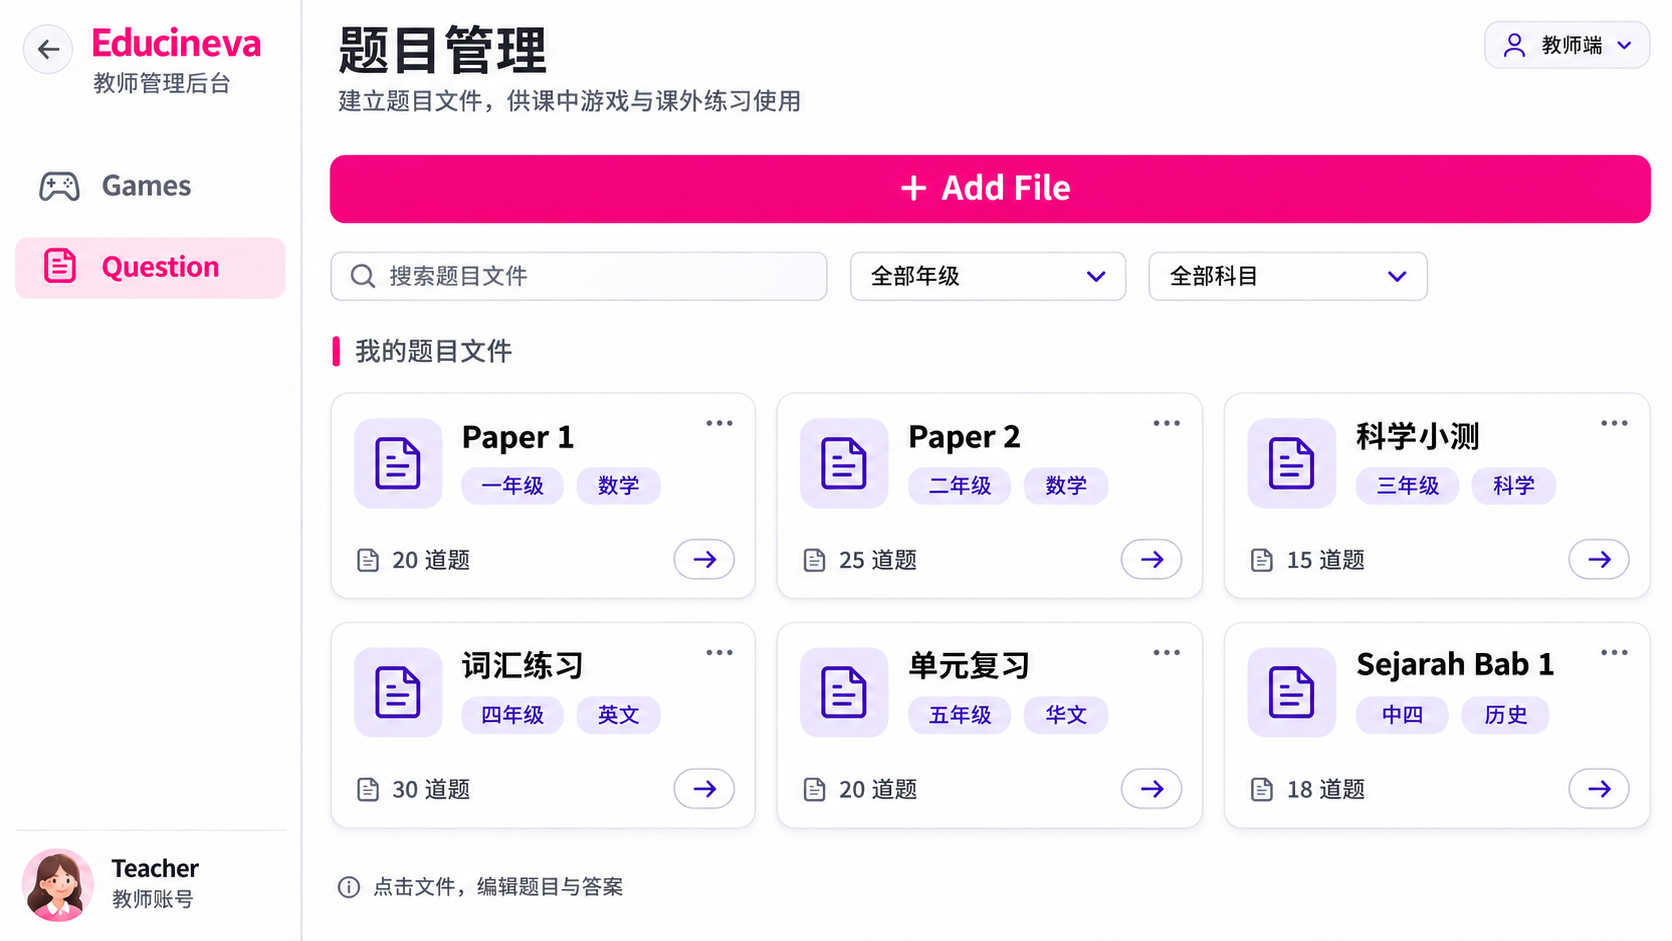 Educineva
教师管理后台
Games
Question
Teacher
教师账号
题目管理
建立题目文件，供课中游戏与课外练习使用
教师端
+ Add File
搜索题目文件
全部年级
全部科目
我的题目文件
Paper 1
一年级 数学
20 道题
Paper 2
二年级 数学
25 道题
科学小测
三年级 科学
15 道题
词汇练习
四年级 英文
30 道题
单元复习
五年级 华文
20 道题
Sejarah Bab 1
中四 历史
18 道题
点击文件，编辑题目与答案